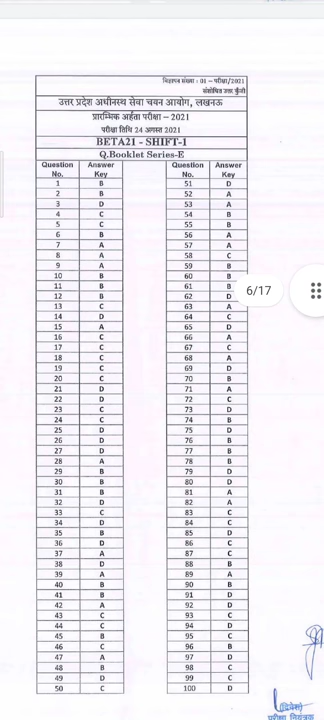 विज्ञापन संख्या : 01 – परीक्षा/2021
संशोधित उत्तर कुँजी
उत्तर प्रदेश अधीनस्थ सेवा चयन आयोग, लखनऊ
प्रारम्भिक अर्हता परीक्षा – 2021
परीक्षा तिथि 24 अगस्त 2021
BETA21 - SHIFT-1
Q.Booklet Series-E
Question No. Answer Key Question No. Answer Key
1 B 51 D
2 B 52 A
3 D 53 A
4 C 54 B
5 C 55 B
6 B 56 A
7 A 57 A
8 A 58 C
9 A 59 B
10 B 60 B
11 B 61 B
12 B 62 D
13 C 63 A
14 D 64 C
15 A 65 D
16 C 66 A
17 C 67 C
18 C 68 A
19 C 69 D
20 C 70 B
21 D 71 A
22 D 72 C
23 C 73 D
24 C 74 B
25 D 75 D
26 D 76 B
27 D 77 B
28 A 78 B
29 B 79 D
30 B 80 D
31 B 81 A
32 D 82 A
33 C 83 C
34 D 84 C
35 B 85 D
36 D 86 C
37 A 87 C
38 D 88 B
39 A 89 A
40 B 90 B
41 B 91 D
42 A 92 D
43 C 93 C
44 C 94 D
45 B 95 C
46 C 96 B
47 A 97 D
48 B 98 C
49 D 99 C
50 C 100 D
6/17
परीक्षा नियंत्रक